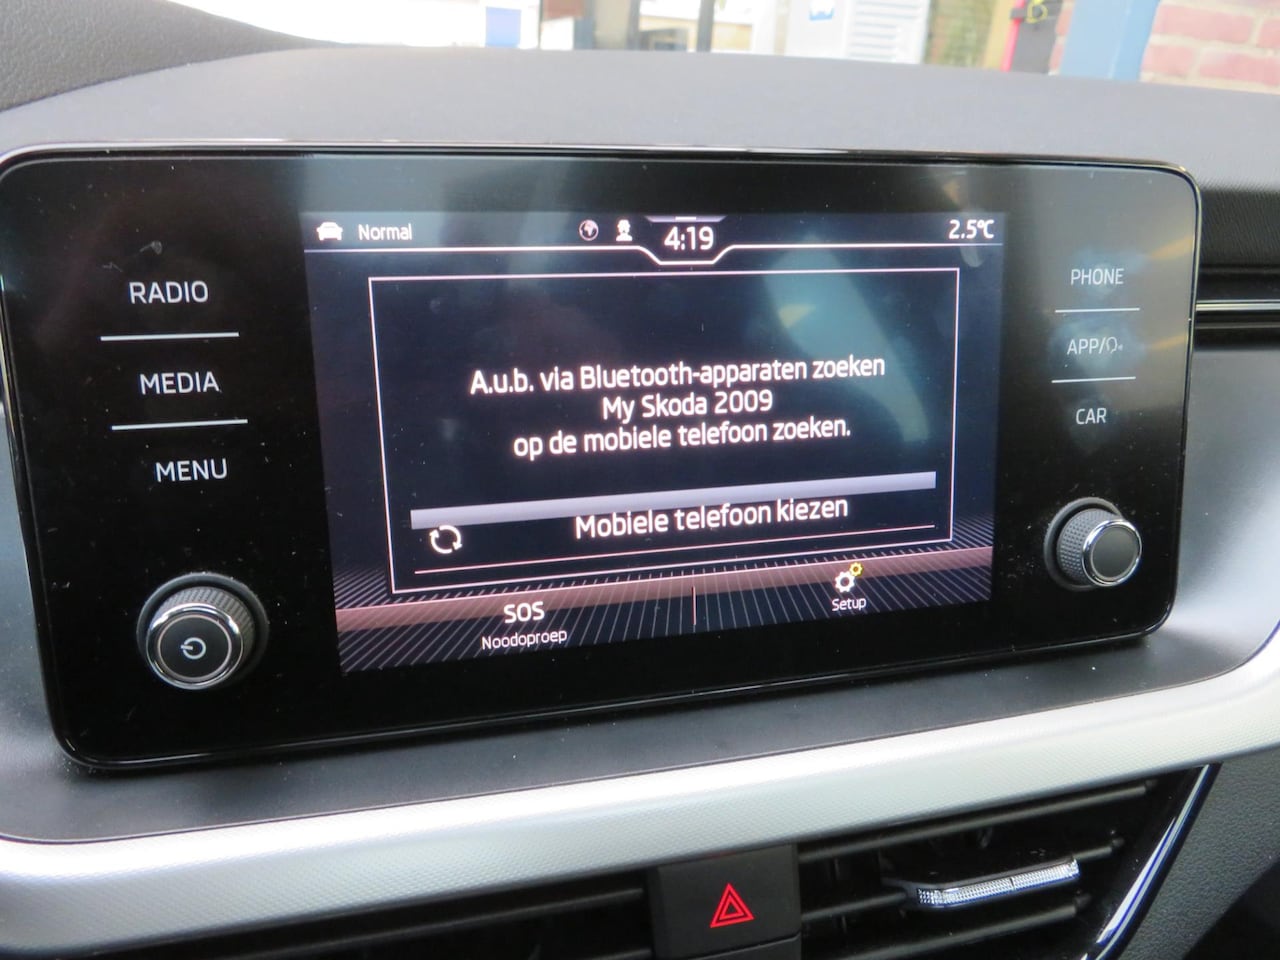 Normal
4:19
2.5°C
RADIO
MEDIA
MENU
A.u.b. via Bluetooth-apparaten zoeken
My Skoda 2009
op de mobiele telefoon zoeken.
Mobiele telefoon kiezen
SOS
Noodoproep
Setup
PHONE
APP/
CAR